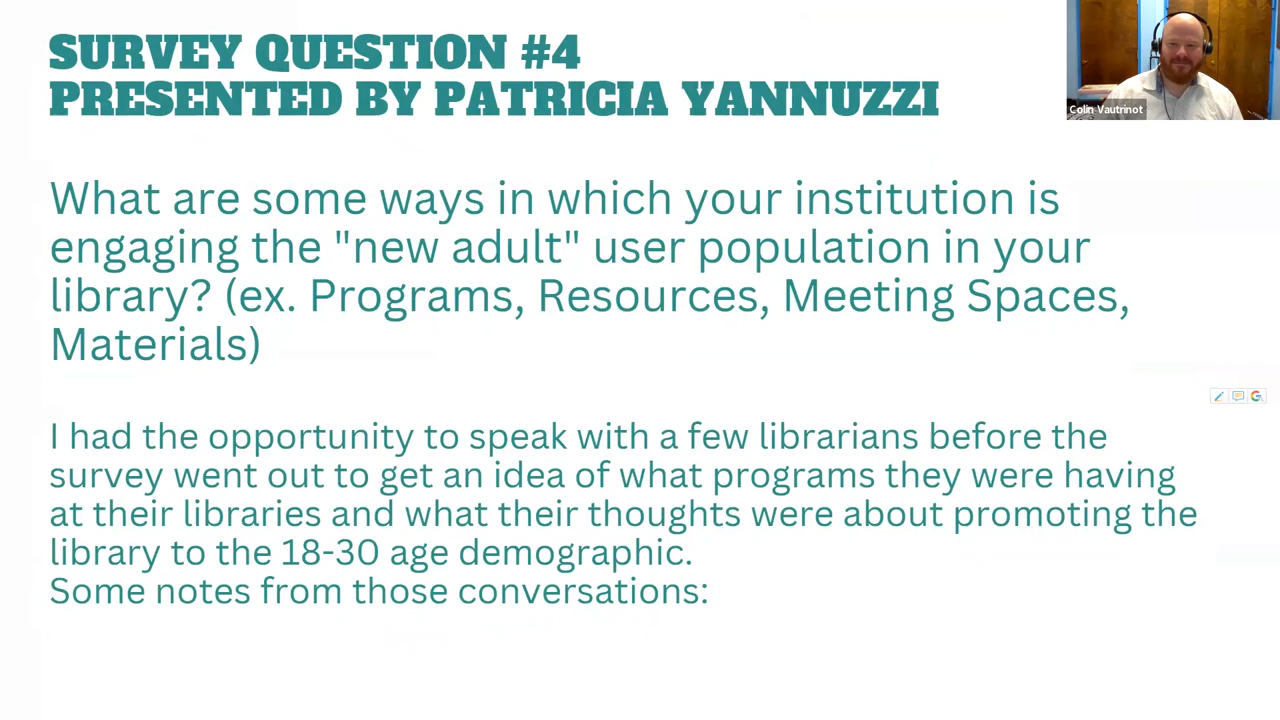 SURVEY QUESTION #4
PRESENTED BY PATRICIA YANNUZZI
Colin Vautrinot
What are some ways in which your institution is
engaging the "new adult" user population in your
library? (ex. Programs, Resources, Meeting Spaces,
Materials)
I had the opportunity to speak with a few librarians before the
survey went out to get an idea of what programs they were having
at their libraries and what their thoughts were about promoting the
library to the 18-30 age demographic.
Some notes from those conversations: